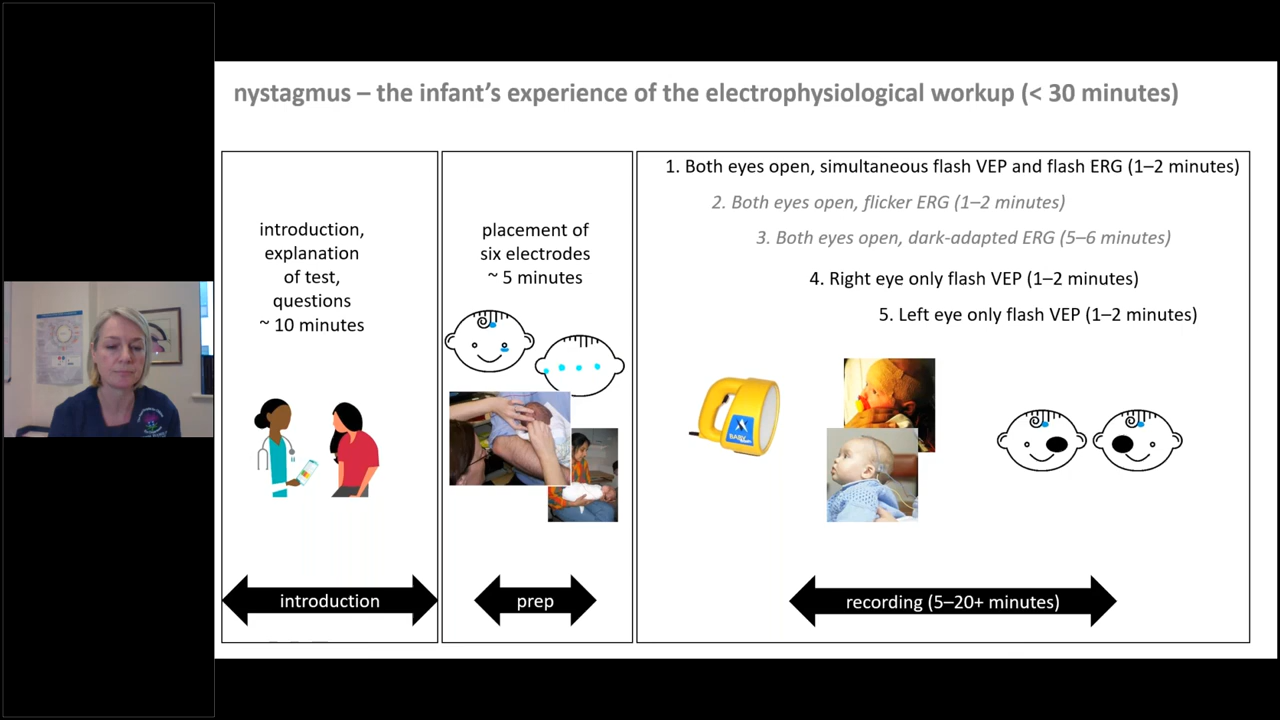 nystagmus – the infant's experience of the electrophysiological workup (< 30 minutes)
introduction,
explanation
of test,
questions
~ 10 minutes
introduction
placement of
six electrodes
~ 5 minutes
prep
1. Both eyes open, simultaneous flash VEP and flash ERG (1–2 minutes)
2. Both eyes open, flicker ERG (1–2 minutes)
3. Both eyes open, dark-adapted ERG (5–6 minutes)
4. Right eye only flash VEP (1–2 minutes)
5. Left eye only flash VEP (1–2 minutes)
BABY
recording (5–20+ minutes)